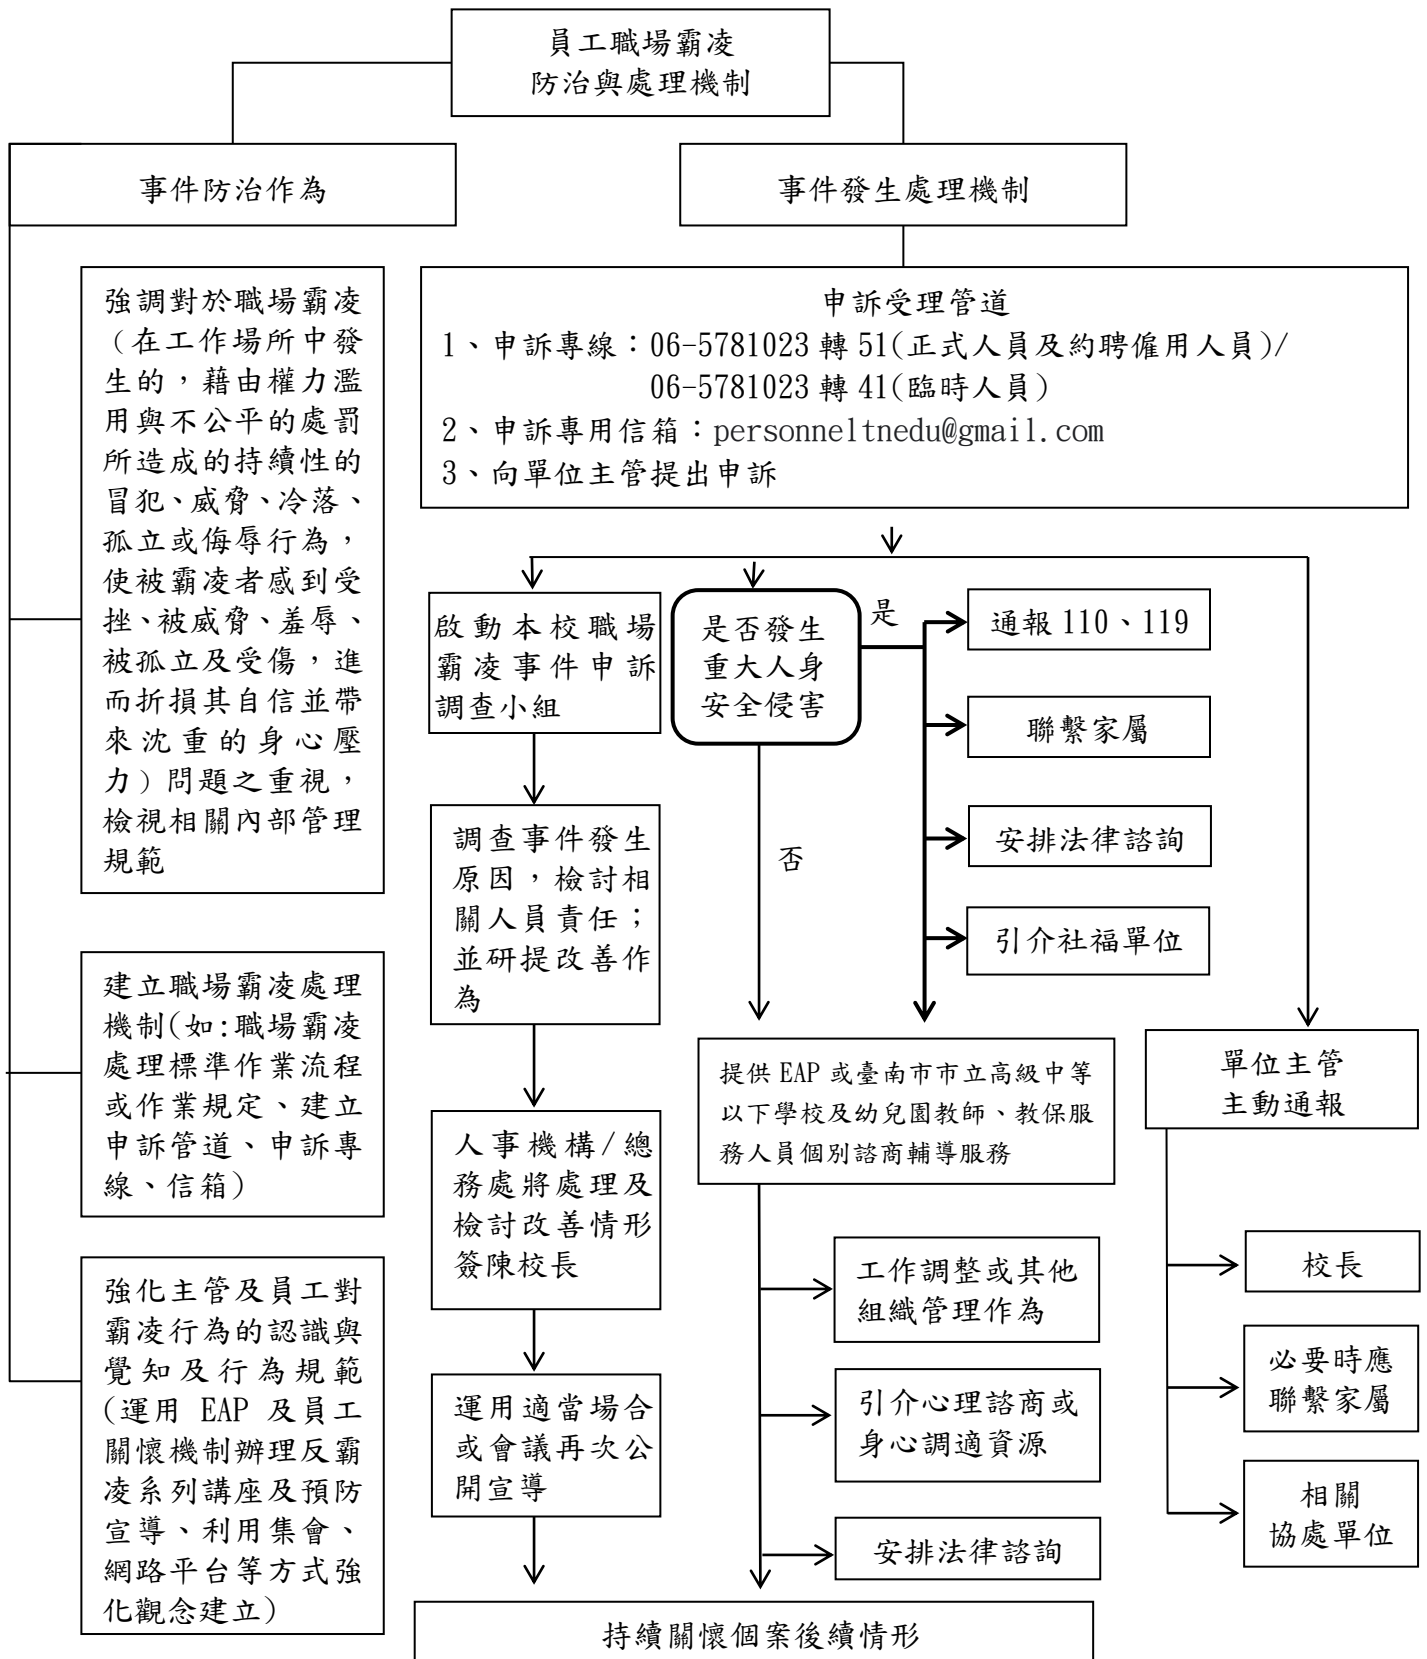 員工職場霸凌
防治與處理機制
事件防治作為
事件發生處理機制
強調對於職場霸凌
（在工作場所中發
生的，藉由權力濫
用與不公平的處罰
所造成的持續性的
冒犯、威脅、冷落、
孤立或侮辱行為，
使被霸凌者感到受
挫、被威脅、羞辱、
被孤立及受傷，進
而折損其自信並帶
來沈重的身心壓
力）問題之重視，
檢視相關內部管理
規範
建立職場霸凌處理
機制(如:職場霸凌
處理標準作業流程
或作業規定、建立
申訴管道、申訴專
線、信箱)
強化主管及員工對
霸凌行為的認識與
覺知及行為規範
(運用 EAP 及員工
關懷機制辦理反霸
凌系列講座及預防
宣導、利用集會、
網路平台等方式強
化觀念建立)
申訴受理管道
1、申訴專線：06-5781023 轉 51(正式人員及約聘僱用人員)/
06-5781023 轉 41(臨時人員)
2、申訴專用信箱：personneltnedu@gmail.com
3、向單位主管提出申訴
啟動本校職場
霸凌事件申訴
調查小組
調查事件發生
原因，檢討相
關人員責任；
並研提改善作
為
人事機構/總
務處將處理及
檢討改善情形
簽陳校長
運用適當場合
或會議再次公
開宣導
是否發生
重大人身
安全侵害
是
否
通報 110、119
聯繫家屬
安排法律諮詢
引介社福單位
提供 EAP 或臺南市市立高級中等
以下學校及幼兒園教師、教保服
務人員個別諮商輔導服務
工作調整或其他
組織管理作為
引介心理諮商或
身心調適資源
安排法律諮詢
單位主管
主動通報
校長
必要時應
聯繫家屬
相關
協處單位
持續關懷個案後續情形